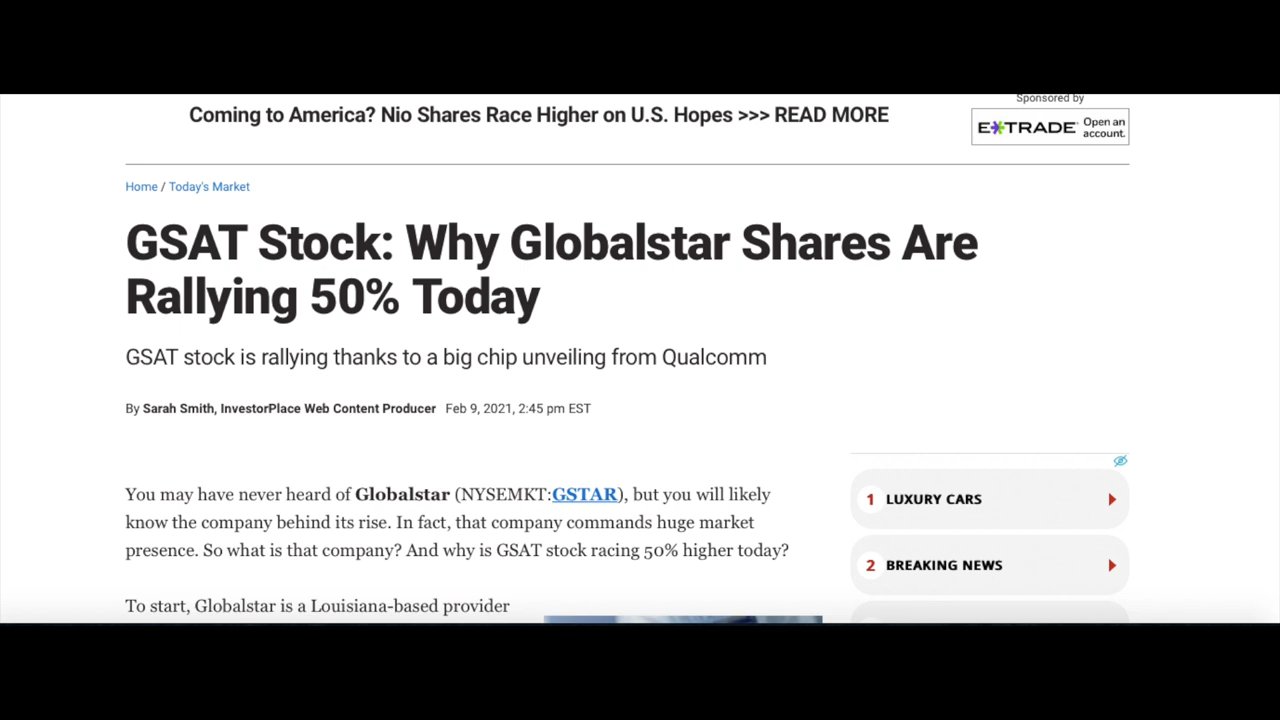 Coming to America? Nio Shares Race Higher on U.S. Hopes >>> READ MORE
Sponsored by
E*TRADE Open an account.
Home / Today's Market
GSAT Stock: Why Globalstar Shares Are
Rallying 50% Today
GSAT stock is rallying thanks to a big chip unveiling from Qualcomm
By Sarah Smith, InvestorPlace Web Content Producer Feb 9, 2021, 2:45 pm EST
You may have never heard of Globalstar (NYSEMKT:GSTAR), but you will likely
know the company behind its rise. In fact, that company commands huge market
presence. So what is that company? And why is GSAT stock racing 50% higher today?
To start, Globalstar is a Louisiana-based provider
1 LUXURY CARS
2 BREAKING NEWS